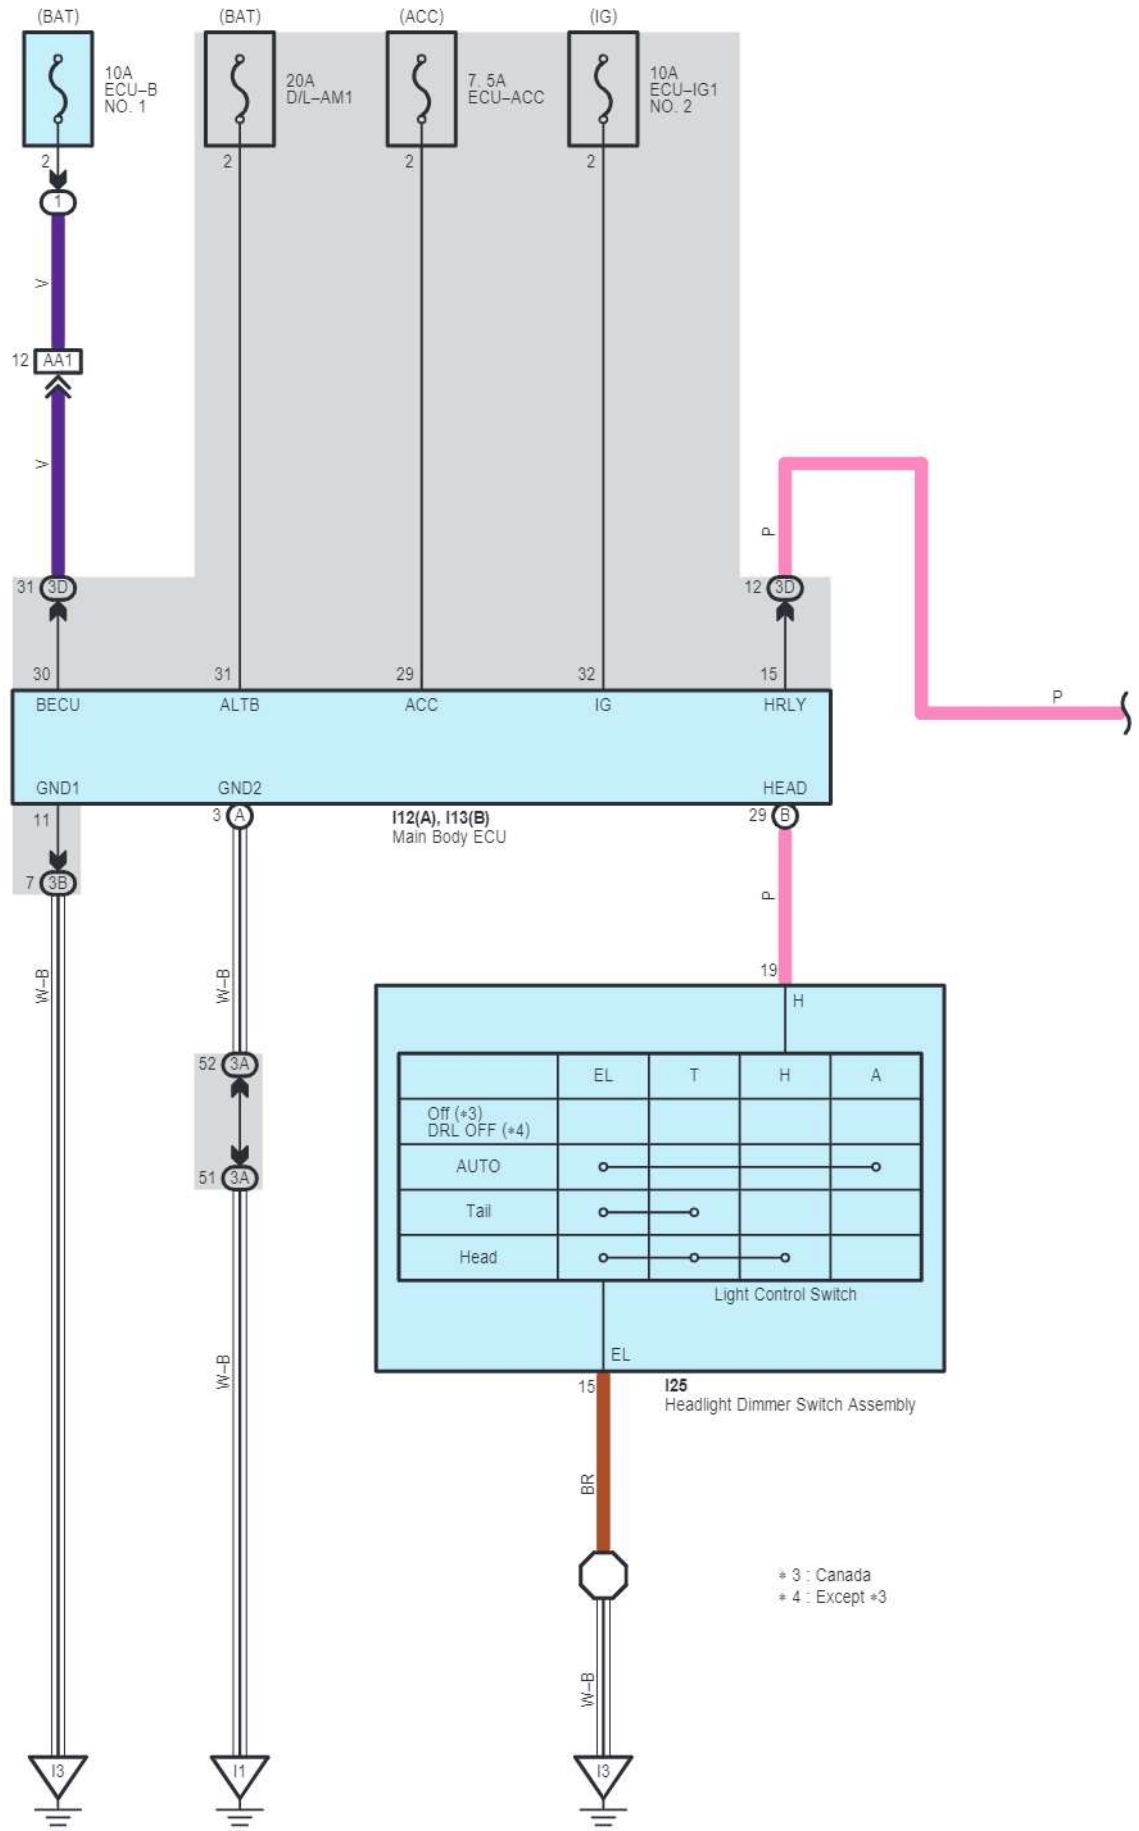 (BAT)
(BAT)
(ACC)
(IG)
10A
ECU–B
NO. 1
20A
D/L–AM1
7. 5A
ECU–ACC
10A
ECU–IG1
NO. 2
2
2
2
2
1
V
12 AA1
V
P
31 3D
12 3D
P
30
31
29
32
15
BECU
ALTB
ACC
IG
HRLY
GND1
GND2
HEAD
11
3 A
I12(A), I13(B)
Main Body ECU
29 B
7 3B
P
W–B
W–B
19
H
52 3A
51 3A
EL T H A
Off (∗3)
DRL OFF (∗4)
AUTO
Tail
Head
Light Control Switch
EL
W–B
15
I25
Headlight Dimmer Switch Assembly
BR
∗ 3 : Canada
∗ 4 : Except ∗3
W–B
I3
I1
I3